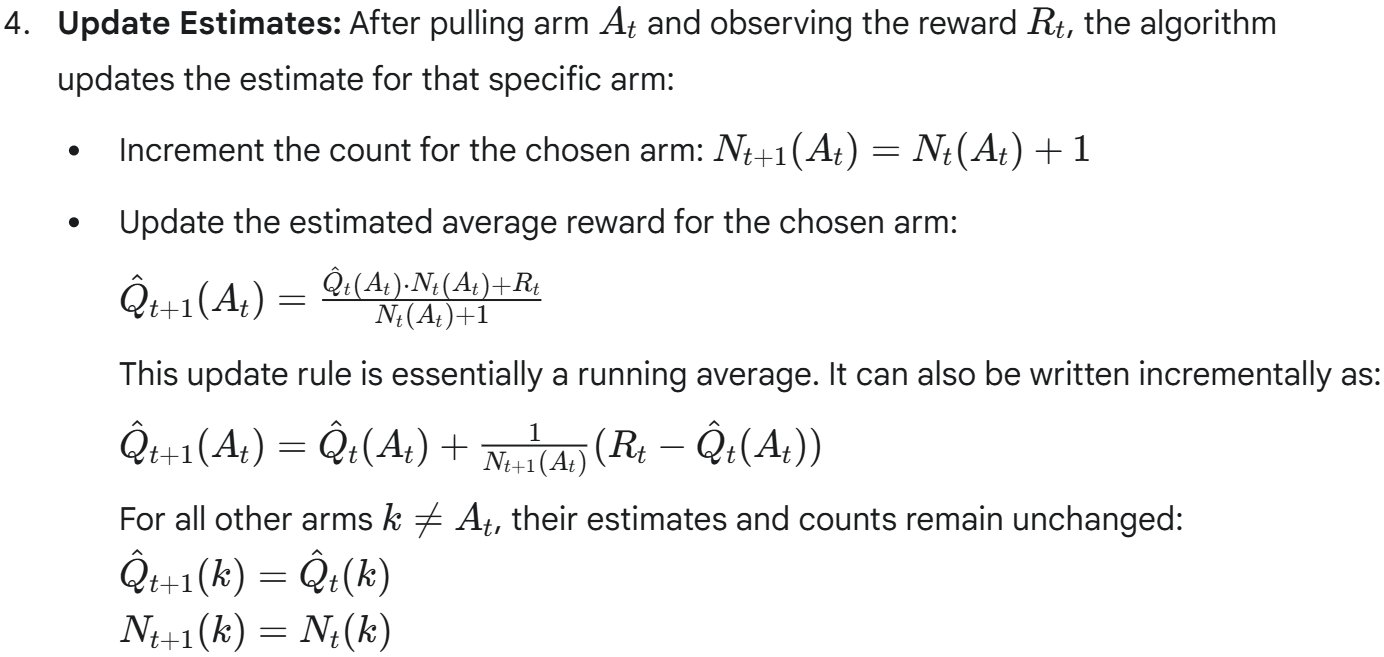 4. Update Estimates: After pulling arm $A_t$ and observing the reward $R_t$, the algorithm
updates the estimate for that specific arm:
• Increment the count for the chosen arm: $N_{t+1}(A_t) = N_t(A_t) + 1$
• Update the estimated average reward for the chosen arm:
$\hat{Q}_{t+1}(A_t) = \frac{\hat{Q}_t(A_t) \cdot N_t(A_t) + R_t}{N_t(A_t) + 1}$
This update rule is essentially a running average. It can also be written incrementally as:
$\hat{Q}_{t+1}(A_t) = \hat{Q}_t(A_t) + \frac{1}{N_{t+1}(A_t)}(R_t - \hat{Q}_t(A_t))$
For all other arms $k \neq A_t$, their estimates and counts remain unchanged:
$\hat{Q}_{t+1}(k) = \hat{Q}_t(k)$
$N_{t+1}(k) = N_t(k)$